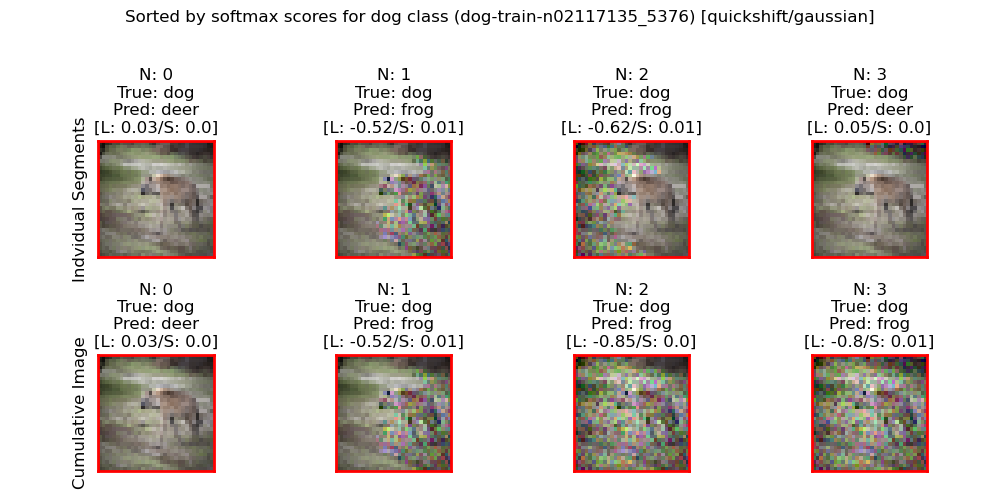 Sorted by softmax scores for dog class (dog-train-n02117135_5376) [quickshift/gaussian]
Indvidual Segments
N: 0
True: dog
Pred: deer
[L: 0.03/S: 0.0]
N: 1
True: dog
Pred: frog
[L: -0.52/S: 0.01]
N: 2
True: dog
Pred: frog
[L: -0.62/S: 0.01]
N: 3
True: dog
Pred: deer
[L: 0.05/S: 0.0]
Cumulative Image
N: 0
True: dog
Pred: deer
[L: 0.03/S: 0.0]
N: 1
True: dog
Pred: frog
[L: -0.52/S: 0.01]
N: 2
True: dog
Pred: frog
[L: -0.85/S: 0.0]
N: 3
True: dog
Pred: frog
[L: -0.8/S: 0.01]